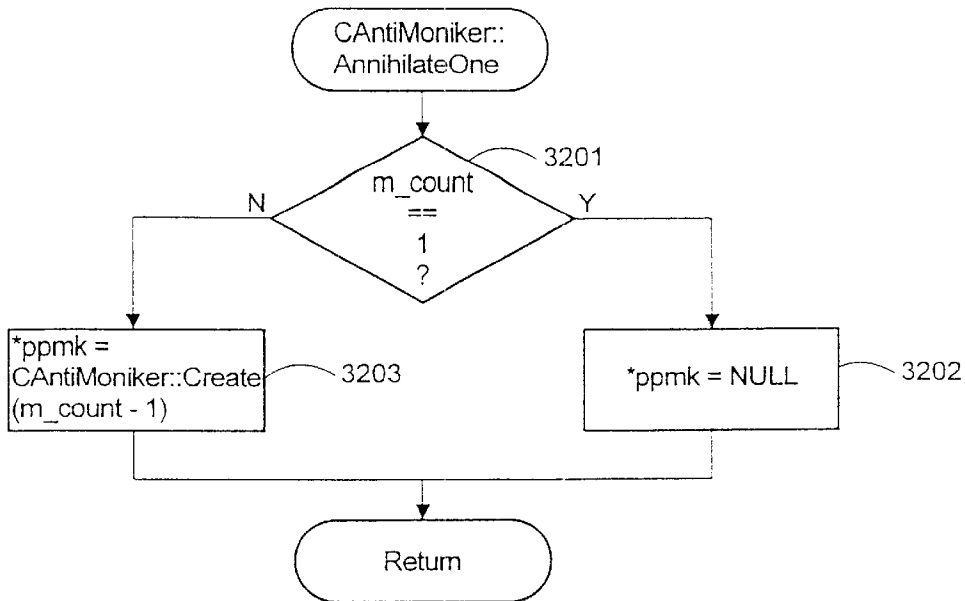 CAntiMoniker::
AnnihilateOne
3201
m_count
==
1
?
N
Y
*ppmk =
CAntiMoniker::Create
(m_count - 1)
3203
*ppmk = NULL
3202
Return